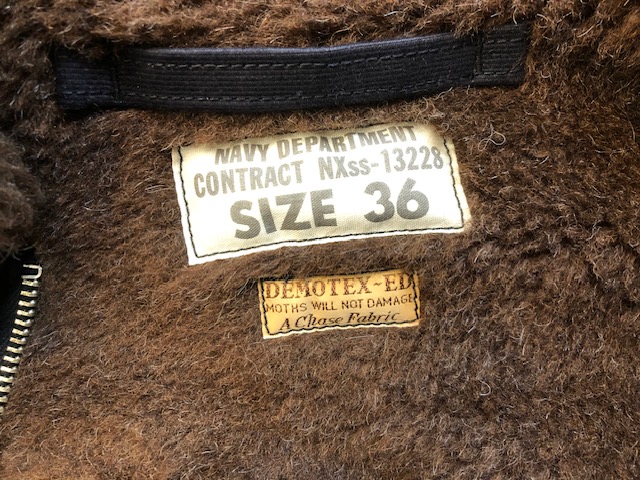 NAVY DEPARTMENT
CONTRACT NXss-13228
SIZE 36
DEMOTEX~ED
MOTHS WILL NOT DAMAGE
A Chase Fabric